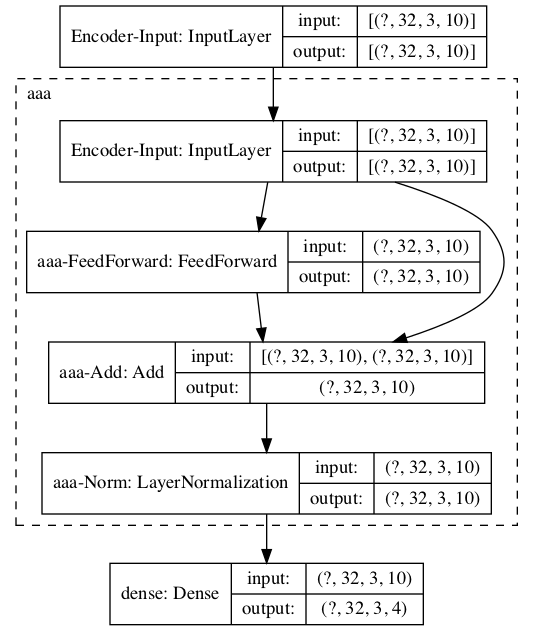 Encoder-Input: InputLayer
input: [(?, 32, 3, 10)]
output: [(?, 32, 3, 10)]
aaa
Encoder-Input: InputLayer
input: [(?, 32, 3, 10)]
output: [(?, 32, 3, 10)]
aaa-FeedForward: FeedForward
input: (?, 32, 3, 10)
output: (?, 32, 3, 10)
aaa-Add: Add
input: [(?, 32, 3, 10), (?, 32, 3, 10)]
output: (?, 32, 3, 10)
aaa-Norm: LayerNormalization
input: (?, 32, 3, 10)
output: (?, 32, 3, 10)
dense: Dense
input: (?, 32, 3, 10)
output: (?, 32, 3, 4)